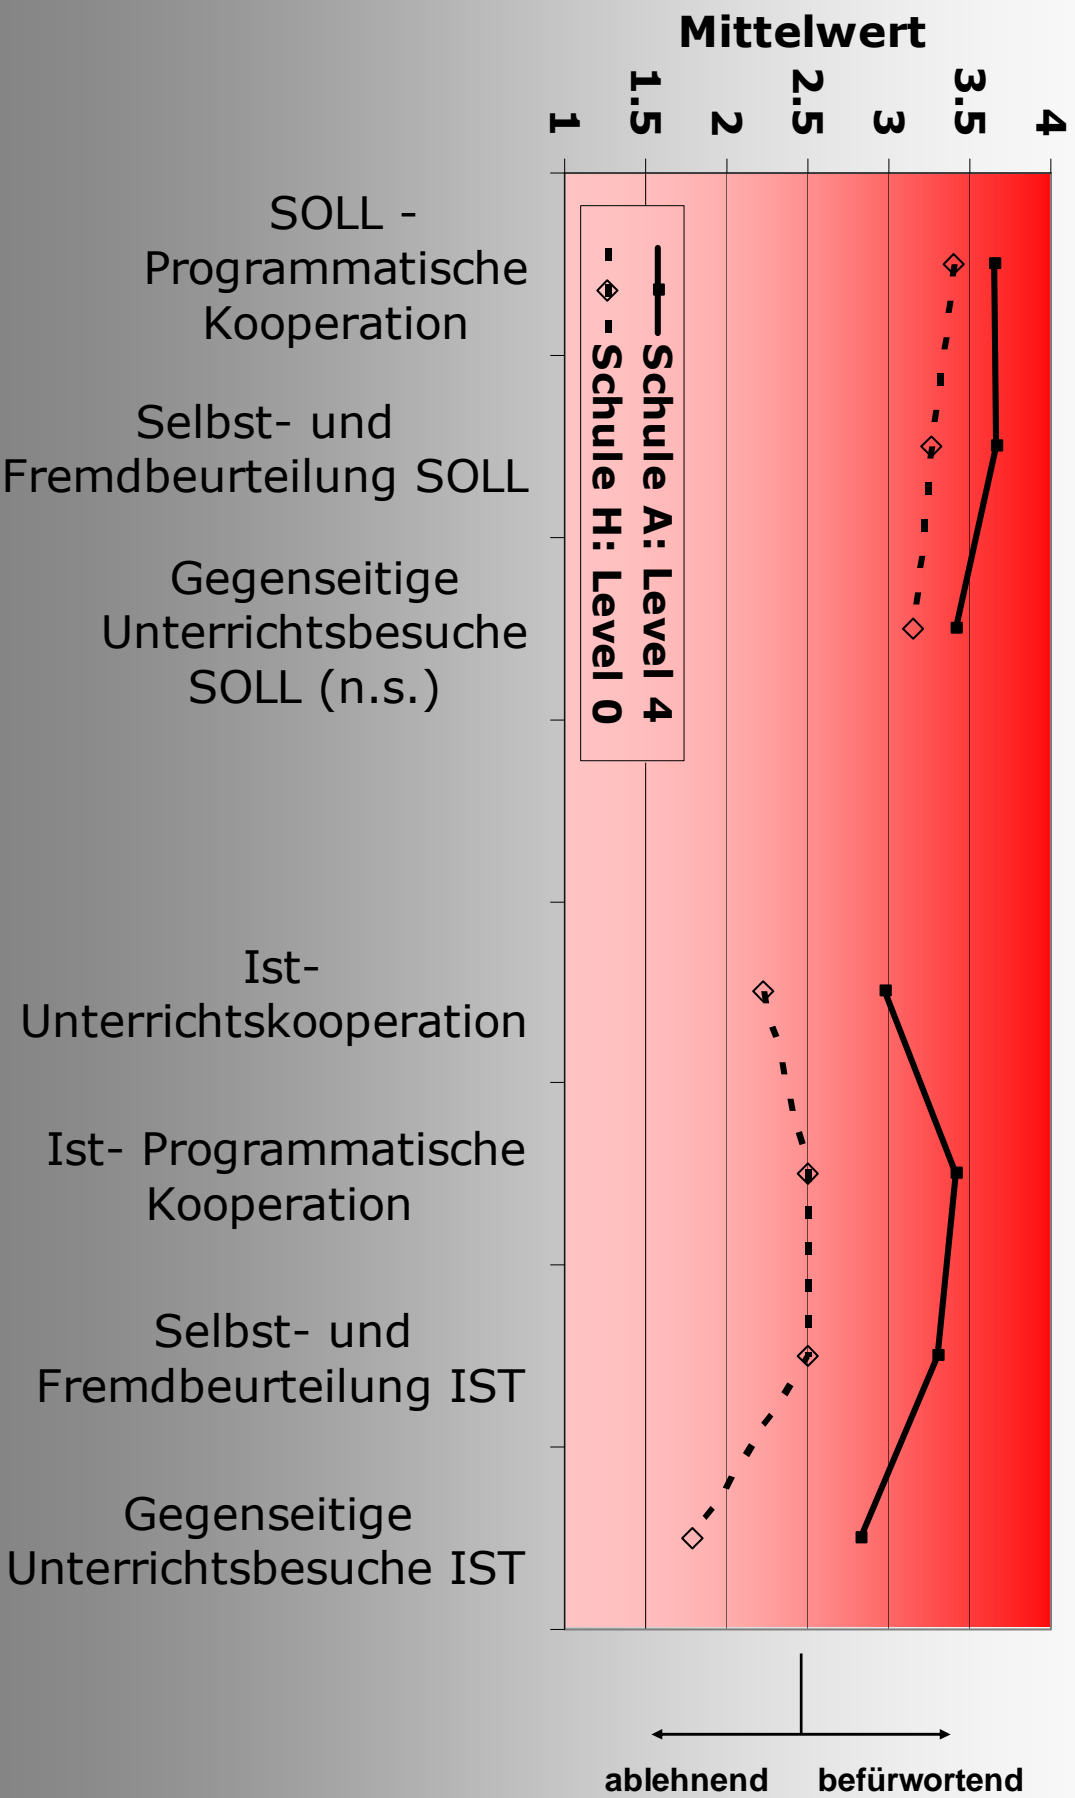 Mittelwert
1
1.5
2
2.5
3
3.5
4
SOLL -
Programmatische
Kooperation
Selbst- und
Fremdbeurteilung SOLL
Gegenseitige
Unterrichtsbesuche
SOLL (n.s.)
Ist-
Unterrichtskooperation
Ist- Programmatische
Kooperation
Selbst- und
Fremdbeurteilung IST
Gegenseitige
Unterrichtsbesuche IST
Schule A: Level 4
Schule H: Level 0
ablehnend
befürwortend